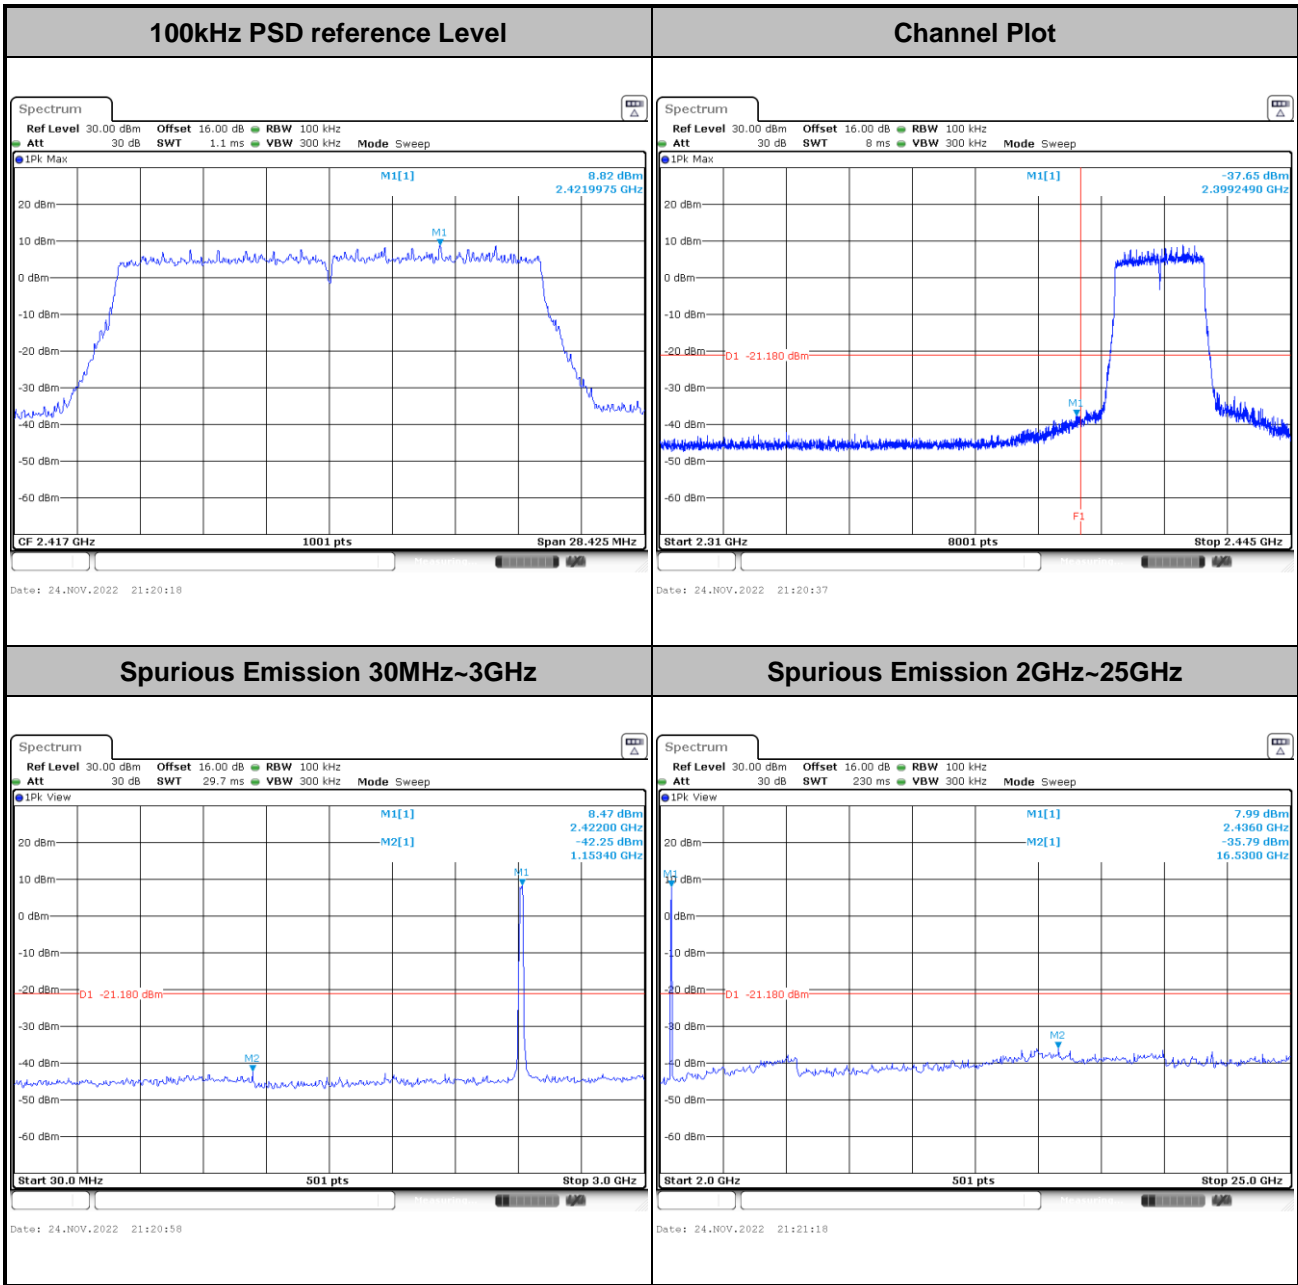 100kHz PSD reference Level
Spectrum
Ref Level 30.00 dBm Offset 16.00 dB RBW 100 kHz
Att 30 dB SWT 1.1 ms VBW 300 kHz Mode Sweep
1Pk Max
M1[1] 8.82 dBm
2.4219975 GHz
20 dBm
M1
10 dBm
0 dBm
-10 dBm
-20 dBm
-30 dBm
-40 dBm
-50 dBm
-60 dBm
CF 2.417 GHz 1001 pts Span 28.425 MHz
Measuring...
Date: 24.NOV.2022 21:20:18
Channel Plot
Spectrum
Ref Level 30.00 dBm Offset 16.00 dB RBW 100 kHz
Att 30 dB SWT 8 ms VBW 300 kHz Mode Sweep
1Pk Max
M1[1] -37.65 dBm
2.3992490 GHz
20 dBm
10 dBm
0 dBm
-10 dBm
-20 dBm
D1 -21.180 dBm
-30 dBm
M1
-40 dBm
-50 dBm
-60 dBm
F1
Start 2.31 GHz 8001 pts Stop 2.445 GHz
Measuring...
Date: 24.NOV.2022 21:20:37
Spurious Emission 30MHz~3GHz
Spectrum
Ref Level 30.00 dBm Offset 16.00 dB RBW 100 kHz
Att 30 dB SWT 29.7 ms VBW 300 kHz Mode Sweep
1Pk View
M1[1] 8.47 dBm
2.42200 GHz
M2[1] -42.25 dBm
1.15340 GHz
20 dBm
M1
10 dBm
0 dBm
-10 dBm
-20 dBm
D1 -21.180 dBm
-30 dBm
M2
-40 dBm
-50 dBm
-60 dBm
Start 30.0 MHz 501 pts Stop 3.0 GHz
Measuring...
Date: 24.NOV.2022 21:20:58
Spurious Emission 2GHz~25GHz
Spectrum
Ref Level 30.00 dBm Offset 16.00 dB RBW 100 kHz
Att 30 dB SWT 230 ms VBW 300 kHz Mode Sweep
1Pk View
M1[1] 7.99 dBm
2.4360 GHz
M2[1] -35.79 dBm
16.5300 GHz
20 dBm
M1
10 dBm
0 dBm
-10 dBm
-20 dBm
D1 -21.180 dBm
-30 dBm
M2
-40 dBm
-50 dBm
-60 dBm
Start 2.0 GHz 501 pts Stop 25.0 GHz
Measuring...
Date: 24.NOV.2022 21:21:18